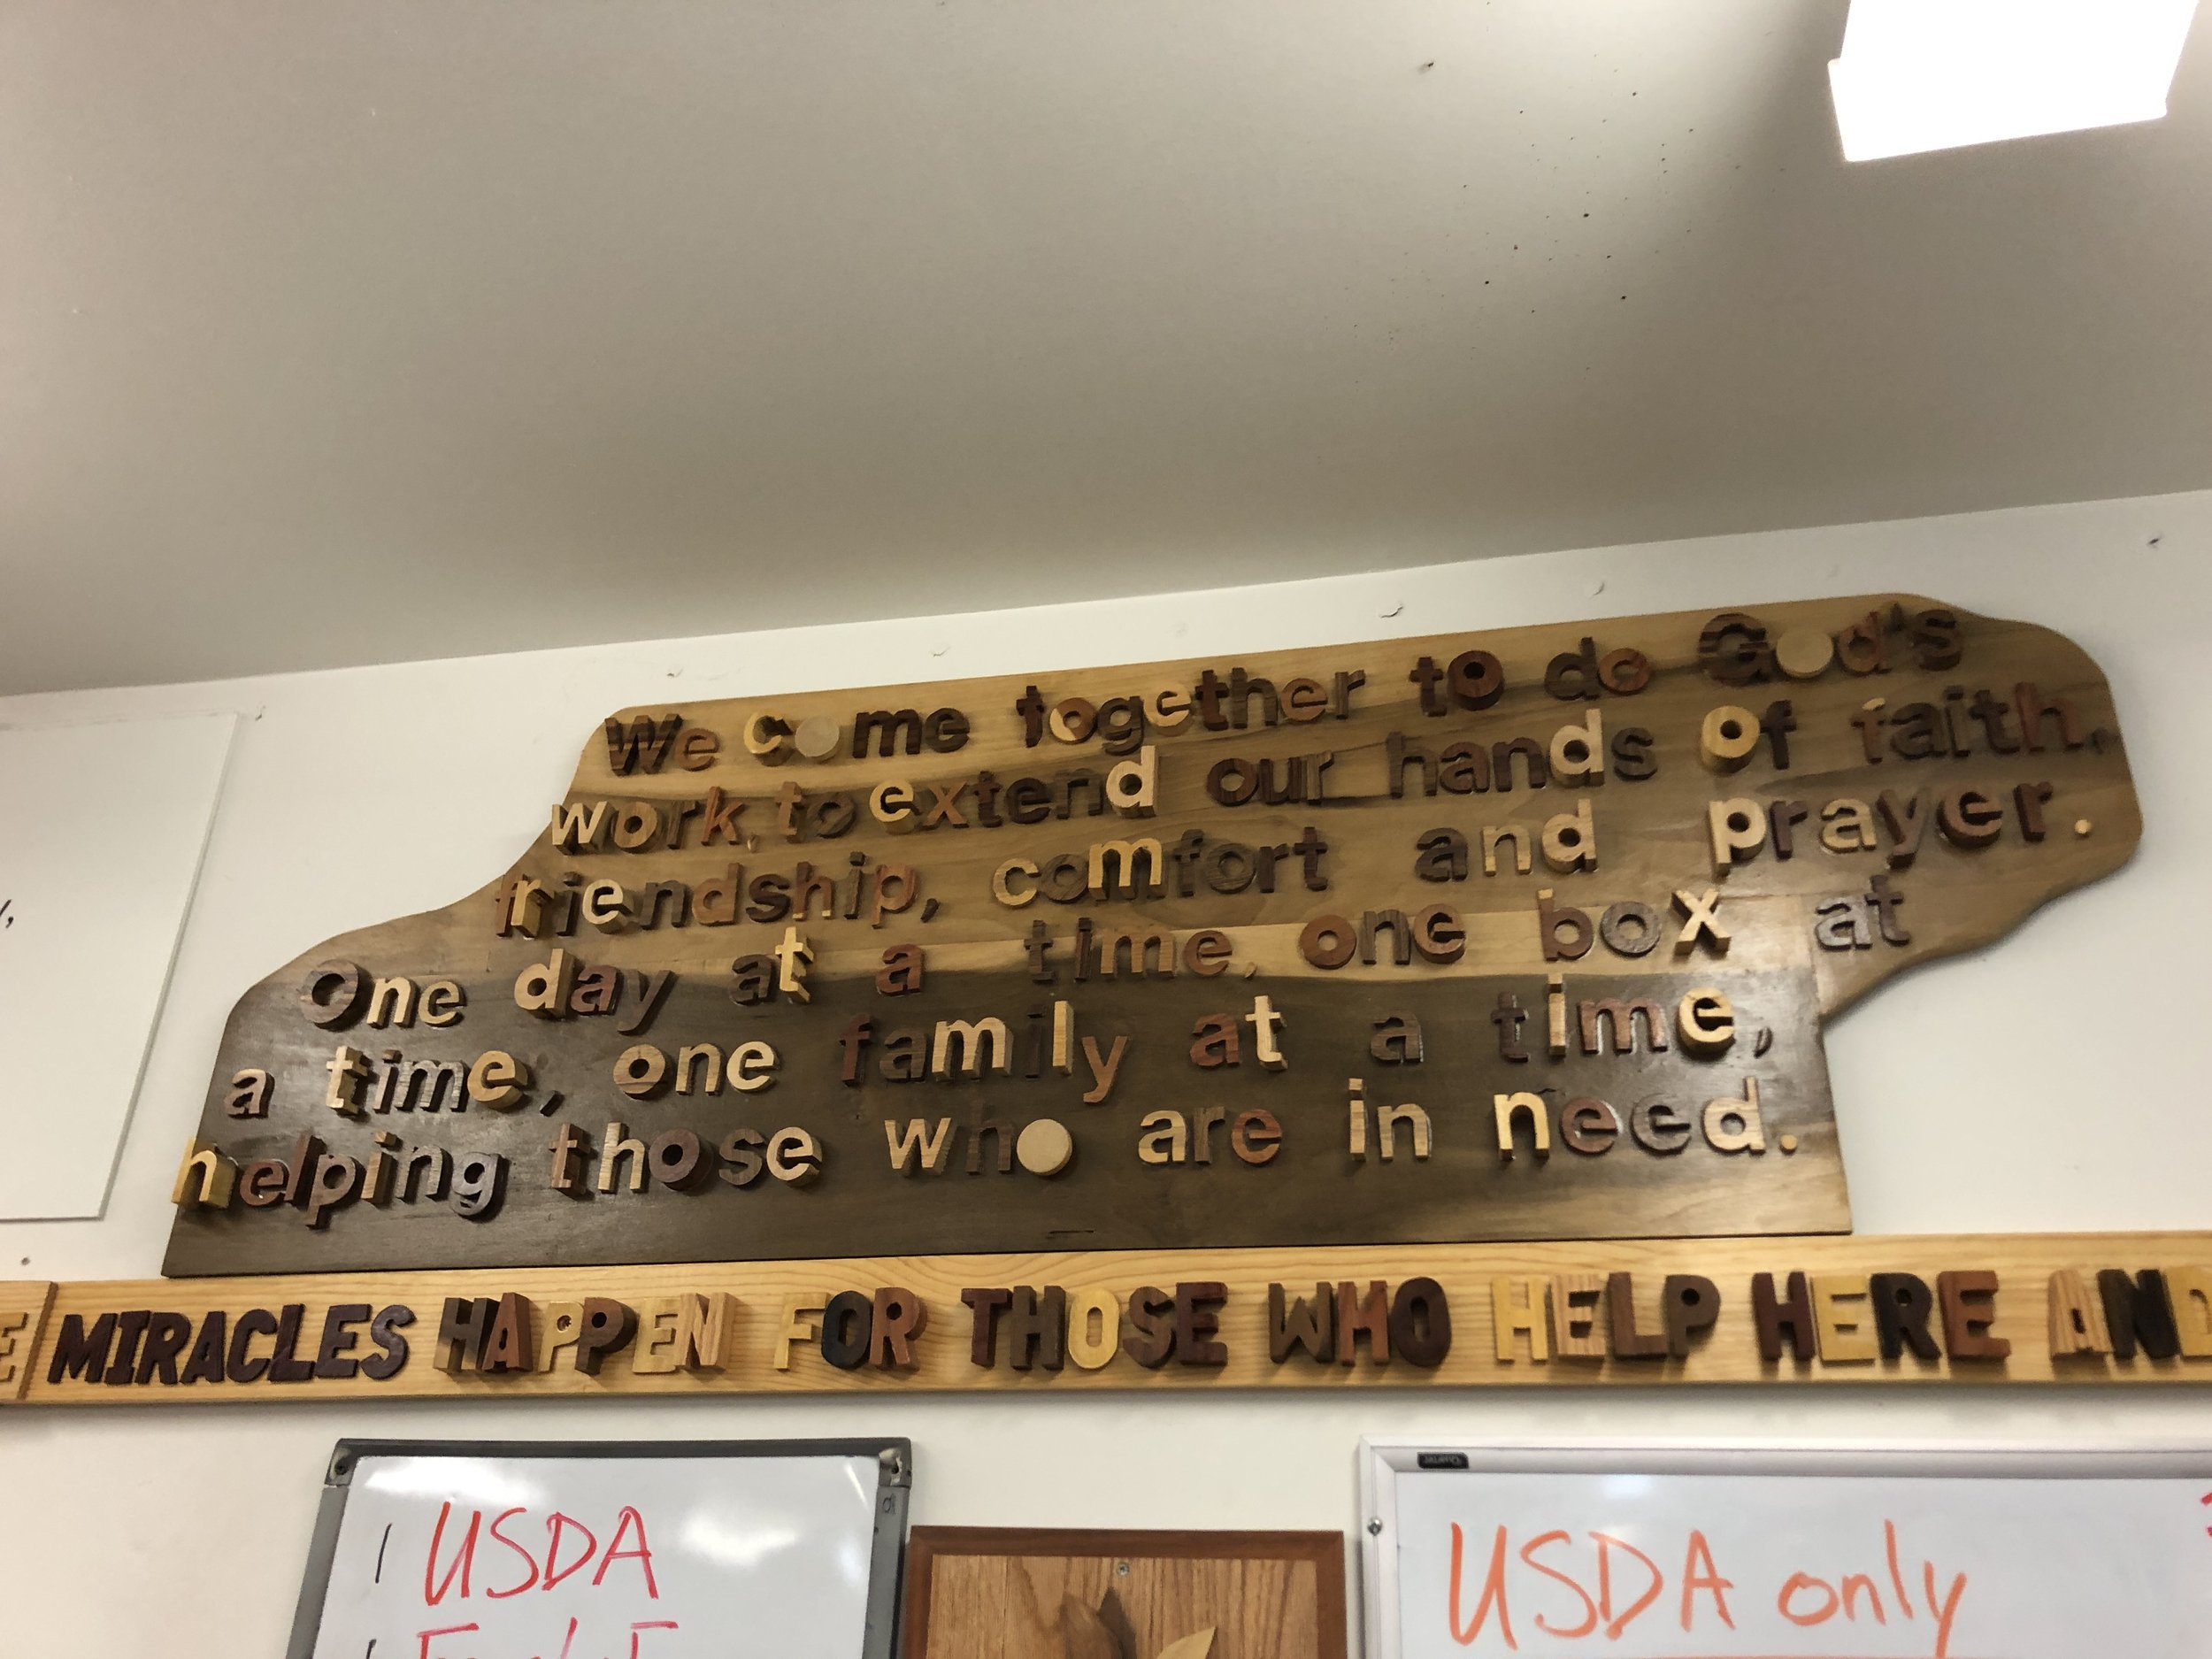 We come together to do God's
work, to extend our hands of faith,
friendship, comfort and prayer.
One day at a time, one box at
a time, one family at a time,
helping those who are in need.
E MIRACLES HAPPEN FOR THOSE WHO HELP HERE AND
1 USDA
USDA only